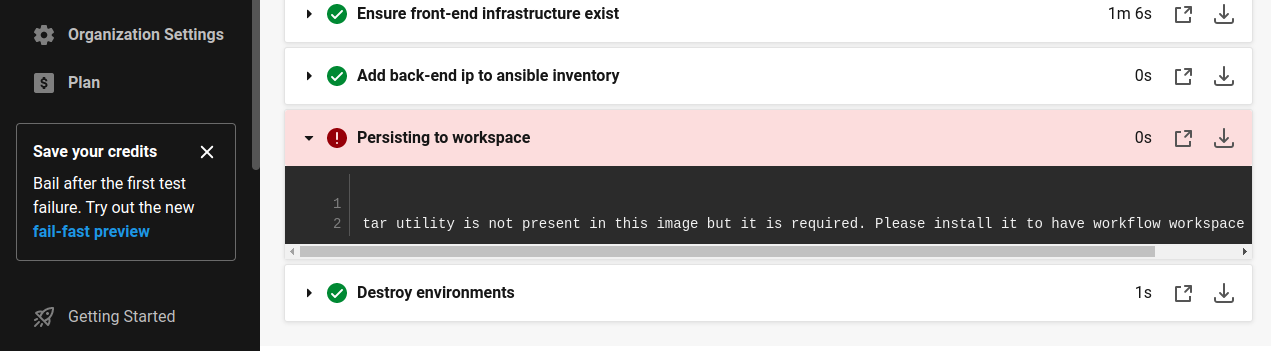 Organization Settings
Plan
Save your credits
Bail after the first test
failure. Try out the new
fail-fast preview
Getting Started
Ensure front-end infrastructure exist 1m 6s
Add back-end ip to ansible inventory 0s
Persisting to workspace 0s
1
2 tar utility is not present in this image but it is required. Please install it to have workflow workspace
Destroy environments 1s